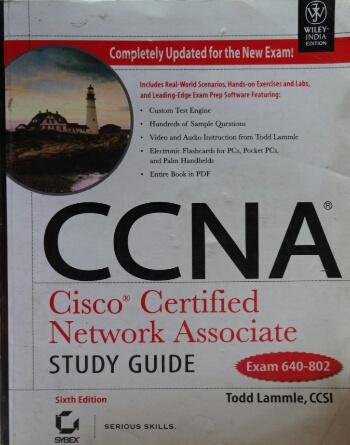 WILEY-
INDIA
EDITION
Completely Updated for the New Exam!
Includes Real-World Scenarios, Hands-on Exercises and Labs,
and Leading-Edge Exam Prep Software Featuring:
• Custom Test Engine
• Hundreds of Sample Questions
• Video and Audio Instruction from Todd Lammle
• Electronic Flashcards for PCs, Pocket PCs,
and Palm Handhelds
• Entire Book in PDF
CCNA®
Cisco® Certified
Network Associate
STUDY GUIDE
Exam 640-802
Sixth Edition
Todd Lammle, CCSI
SYBEX
SERIOUS SKILLS.